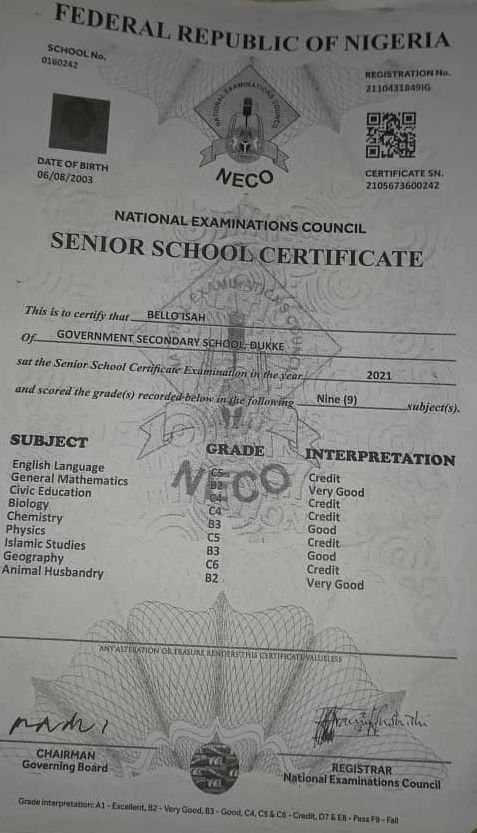 FEDERAL REPUBLIC OF NIGERIA
SCHOOL No.
0160242
REGISTRATION No.
2110431849IG
NATIONAL EXAMINATIONS COUNCIL
DATE OF BIRTH
06/08/2003
NECO
CERTIFICATE SN.
2105673600242
NATIONAL EXAMINATIONS COUNCIL
SENIOR SCHOOL CERTIFICATE
This is to certify that BELLO ISAH
Of GOVERNMENT SECONDARY SCHOOL, DUKKE
sat the Senior School Certificate Examination in the year 2021
and scored the grade(s) recorded below in the following Nine (9) subject(s).
SUBJECT GRADE INTERPRETATION
English Language C5 Credit
General Mathematics B2 Very Good
Civic Education C4 Credit
Biology C4 Credit
Chemistry B3 Good
Physics C5 Credit
Islamic Studies B3 Good
Geography C6 Credit
Animal Husbandry B2 Very Good
NECO
ANY ALTERATION OR ERASURE RENDERS THIS CERTIFICATE VALUELESS
CHAIRMAN
Governing Board
REGISTRAR
National Examinations Council
Grade Interpretation: A1 - Excellent, B2 - Very Good, B3 - Good, C4, C5 & C6 - Credit, D7 & E8 - Pass F9 - Fail